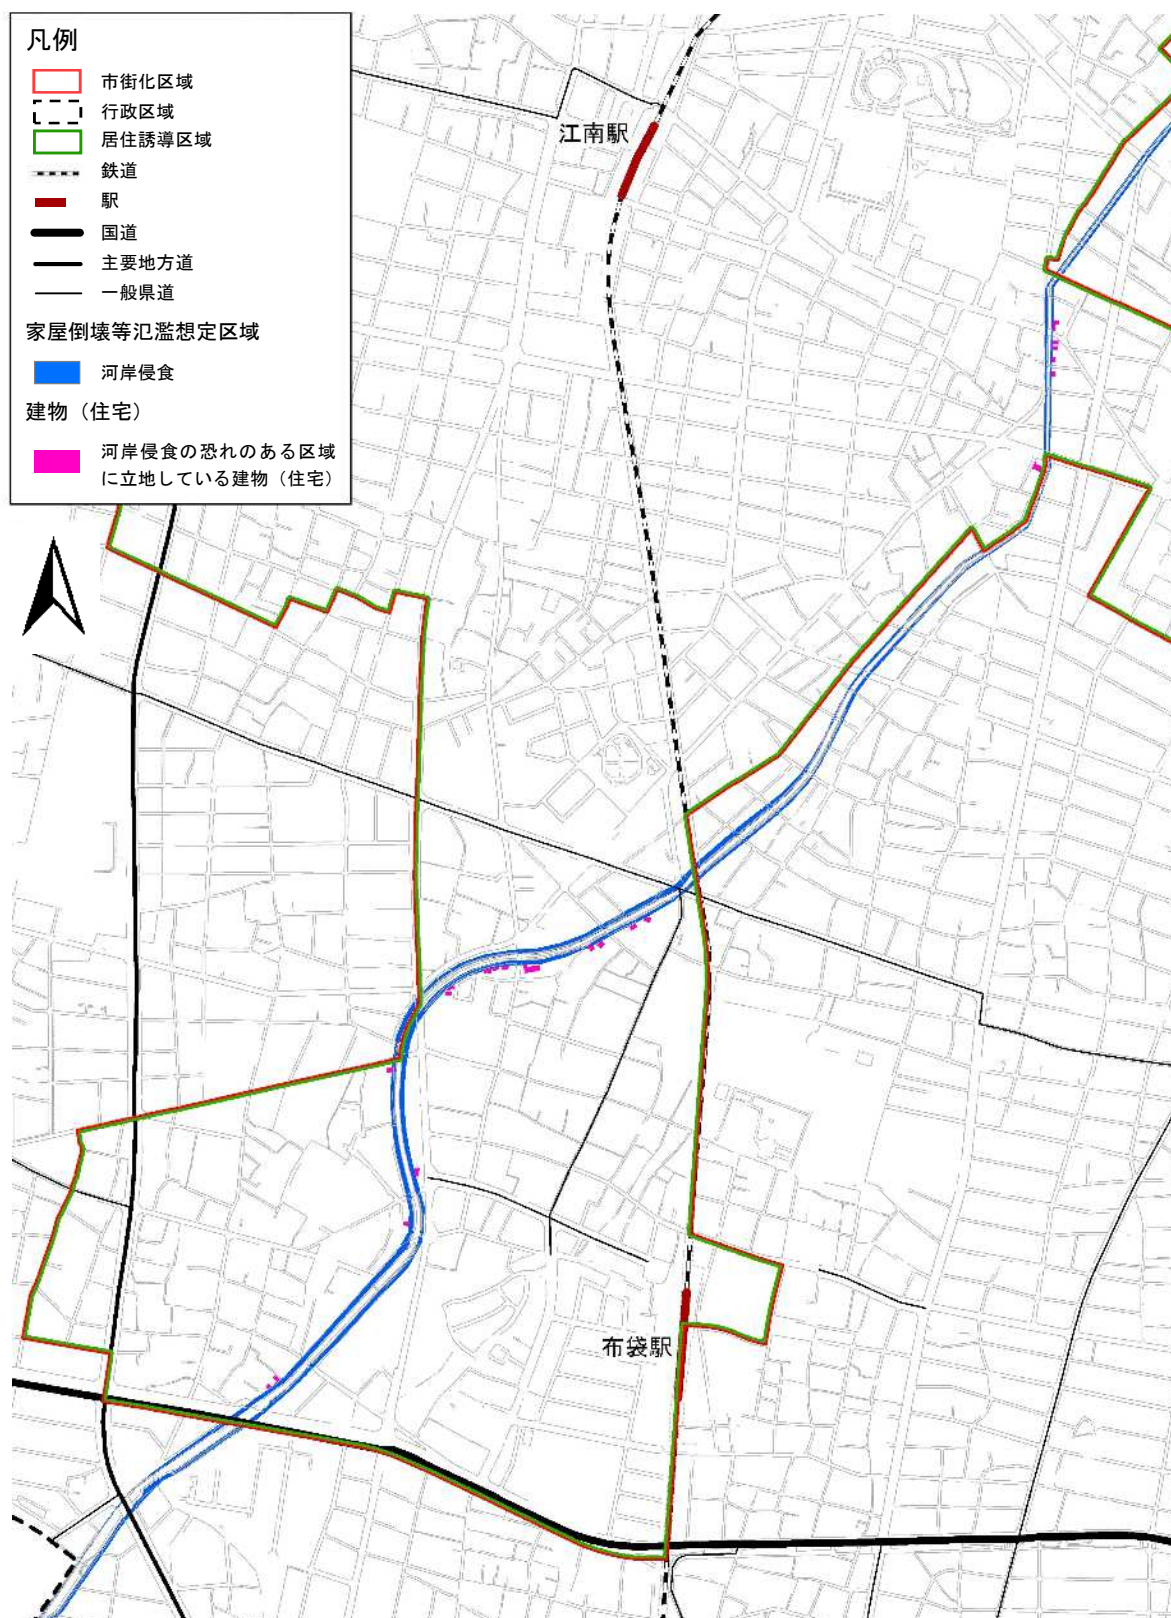 凡例
市街化区域
行政区域
居住誘導区域
鉄道
駅
国道
主要地方道
一般県道
家屋倒壊等氾濫想定区域
河岸侵食
建物（住宅）
河岸侵食の恐れのある区域
に立地している建物（住宅）
江南駅
布袋駅